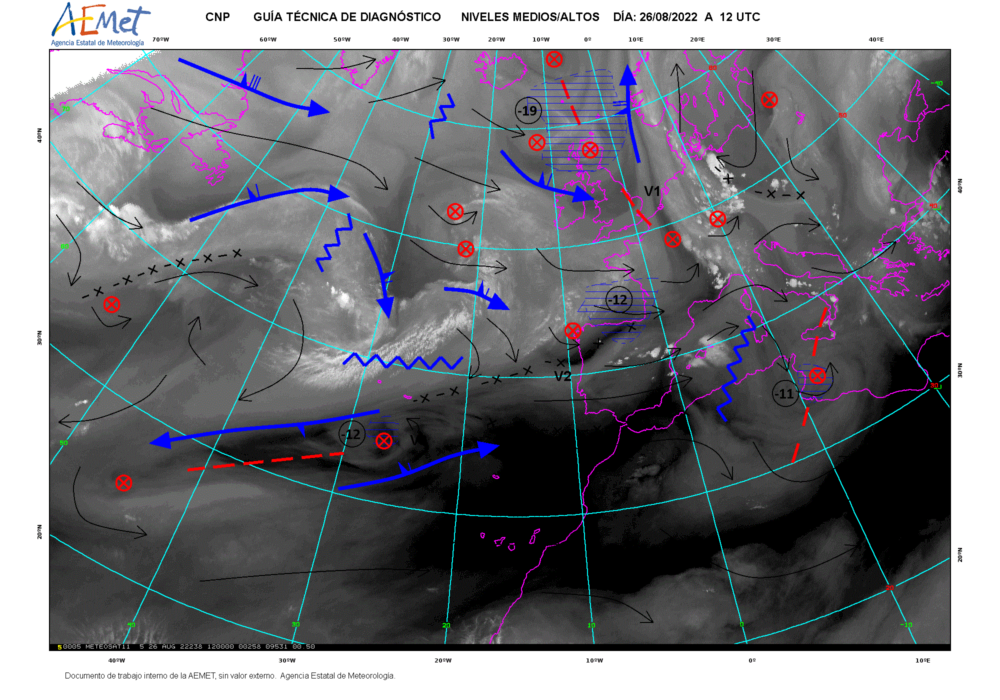 AEMet
Agencia Estatal de Meteorología
CNP GUÍA TÉCNICA DE DIAGNÓSTICO NIVELES MEDIOS/ALTOS DÍA: 26/08/2022 A 12 UTC
70ºW 60ºW 50ºW 40ºW 30ºW 20ºW 10ºW 0º 10ºE 20ºE 30ºE 40ºE
60
-40
70
-19
50
40ºN
40ºN
V1
40
60
-12
30ºN
V2
30ºN
30
-11
-12
V
50
20ºN
20ºN
20
40 30 20 10 0 -10
5 0005 METEOSAT11 5 26 AUG 22238 120000 00258 09531 00.50
40ºW 30ºW 20ºW 10ºW 0º 10ºE
Documento de trabajo interno de la AEMET, sin valor externo. Agencia Estatal de Meteorología.